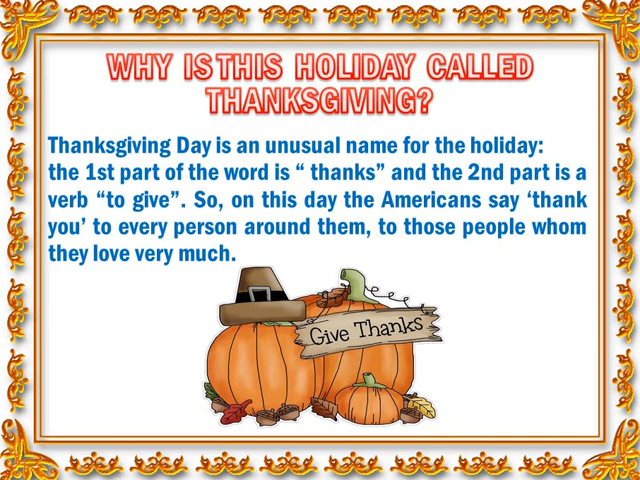 WHY IS THIS HOLIDAY CALLED
THANKSGIVING?
Thanksgiving Day is an unusual name for the holiday:
the 1st part of the word is “ thanks” and the 2nd part is a
verb “to give”. So, on this day the Americans say ‘thank
you’ to every person around them, to those people whom
they love very much.
Give Thanks